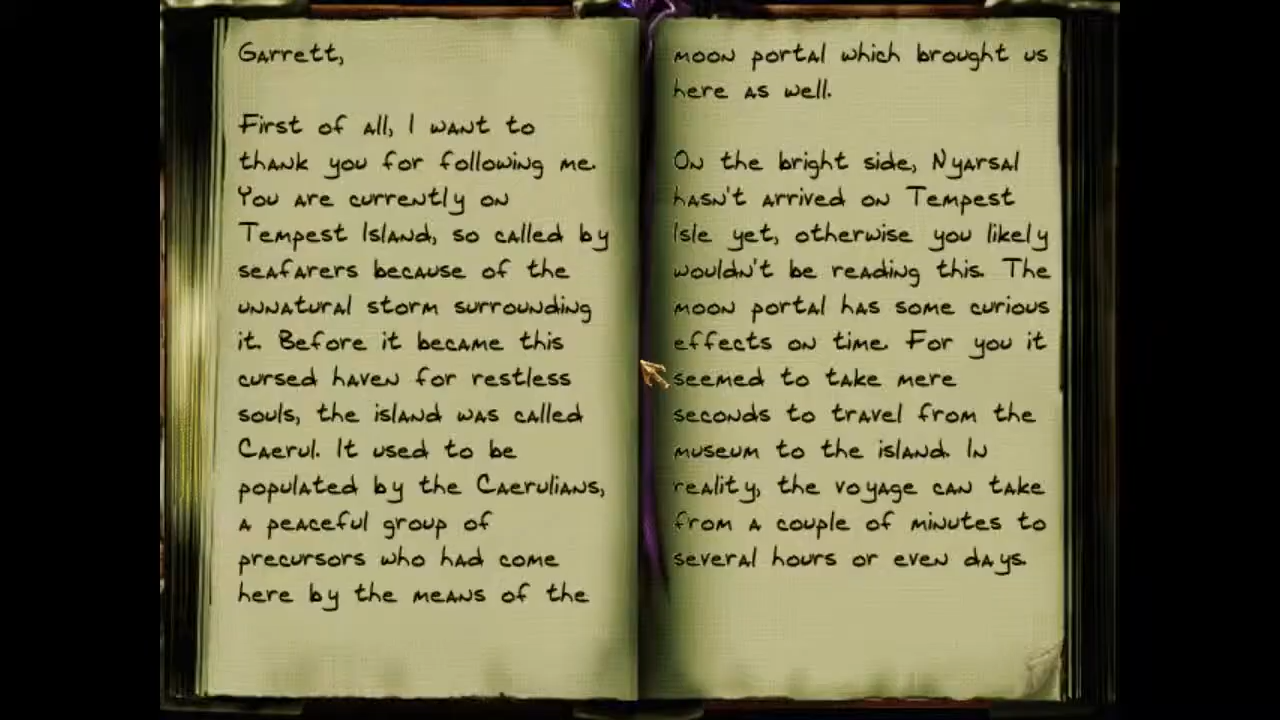 Garrett,
First of all, I want to
thank you for following me.
You are currently on
Tempest Island, so called by
seafarers because of the
unnatural storm surrounding
it. Before it became this
cursed haven for restless
souls, the island was called
Caerul. It used to be
populated by the Caerulians,
a peaceful group of
precursors who had come
here by the means of the
moon portal which brought us
here as well.
On the bright side, Nyarsal
hasn't arrived on Tempest
Isle yet, otherwise you likely
wouldn't be reading this. The
moon portal has some curious
effects on time. For you it
seemed to take mere
seconds to travel from the
museum to the island. In
reality, the voyage can take
from a couple of minutes to
several hours or even days.